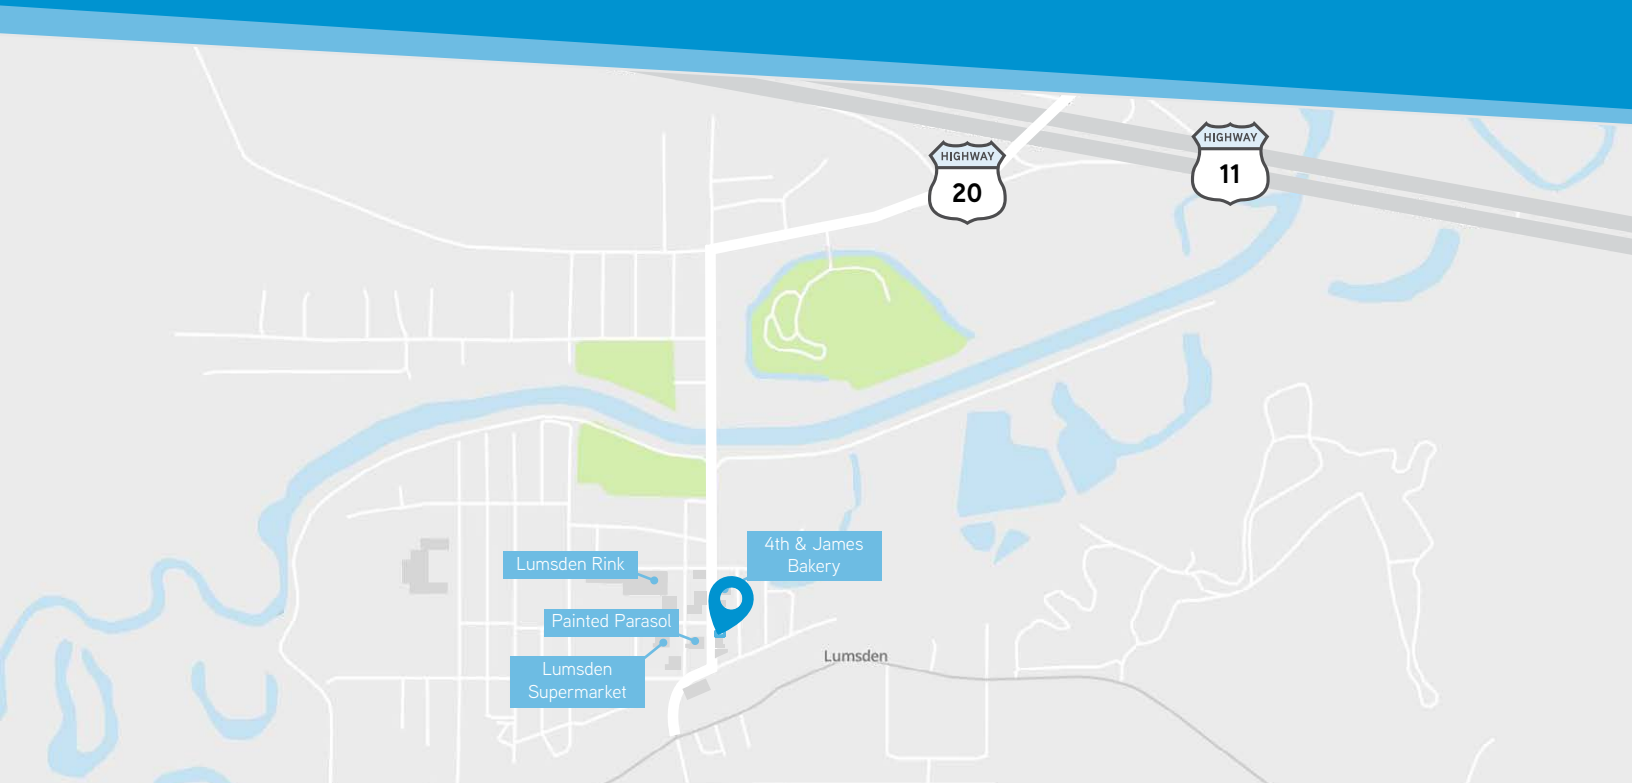 HIGHWAY
11
HIGHWAY
20
4th & James
Bakery
Lumsden Rink
Painted Parasol
Lumsden
Lumsden
Supermarket